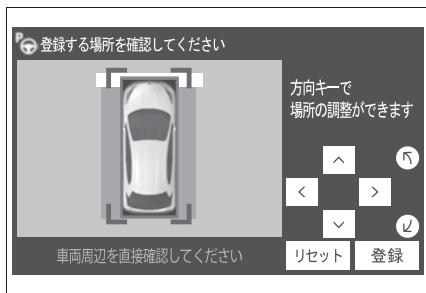 P
登録する場所を確認してください
方向キーで
場所の調整ができます
車両周辺を直接確認してください
リセット
登録